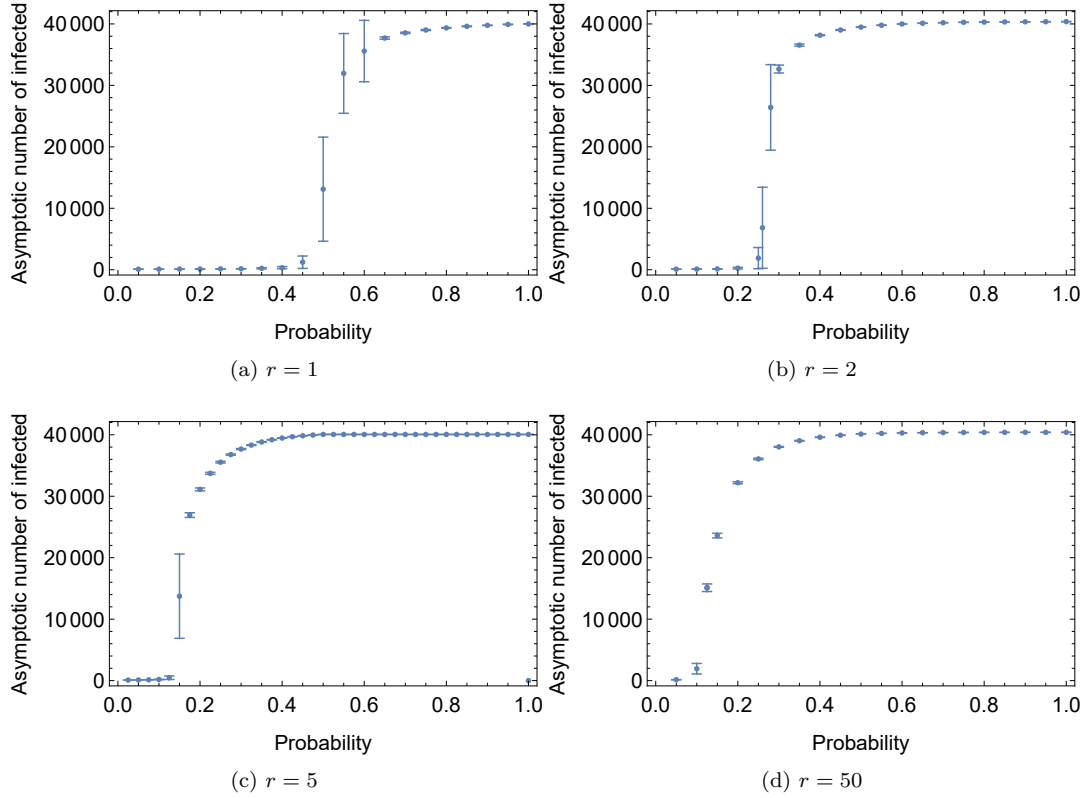 Asymptotic number of infected
40 000
30 000
20 000
10 000
0
0.0 0.2 0.4 0.6 0.8 1.0
Probability
(a) r = 1
Asymptotic number of infected
40 000
30 000
20 000
10 000
0
0.0 0.2 0.4 0.6 0.8 1.0
Probability
(b) r = 2
Asymptotic number of infected
40 000
30 000
20 000
10 000
0
0.0 0.2 0.4 0.6 0.8 1.0
Probability
(c) r = 5
Asymptotic number of infected
40 000
30 000
20 000
10 000
0
0.0 0.2 0.4 0.6 0.8 1.0
Probability
(d) r = 50